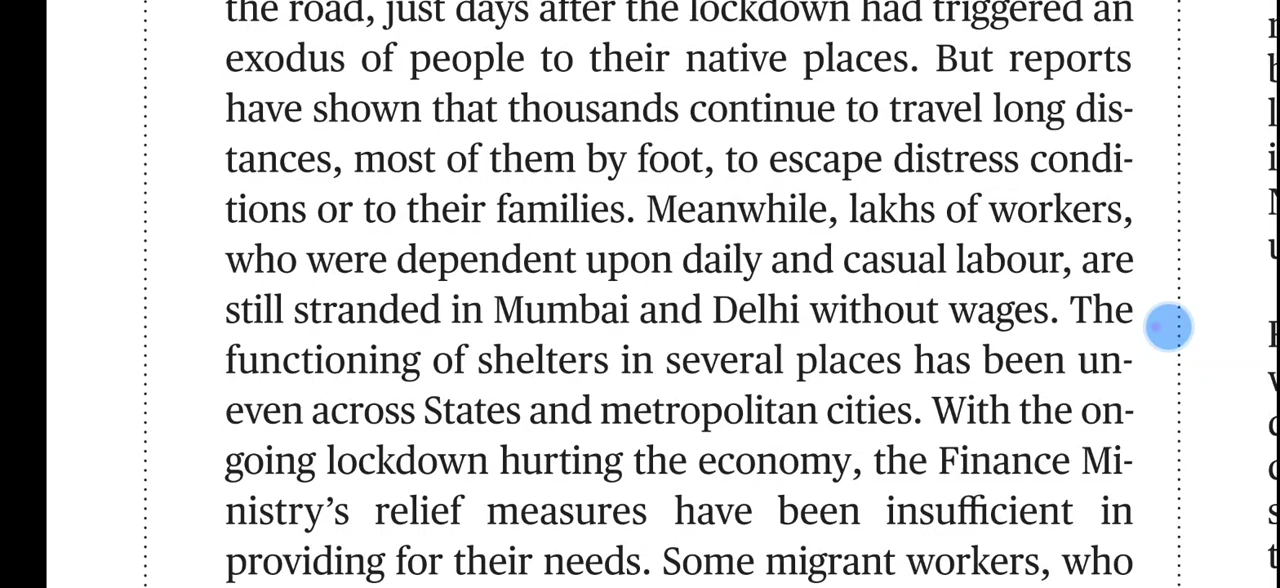 the road, just days after the lockdown had triggered an
exodus of people to their native places. But reports
have shown that thousands continue to travel long dis-
tances, most of them by foot, to escape distress condi-
tions or to their families. Meanwhile, lakhs of workers,
who were dependent upon daily and casual labour, are
still stranded in Mumbai and Delhi without wages. The
functioning of shelters in several places has been un-
even across States and metropolitan cities. With the on-
going lockdown hurting the economy, the Finance Mi-
nistry’s relief measures have been insufficient in
providing for their needs. Some migrant workers, who